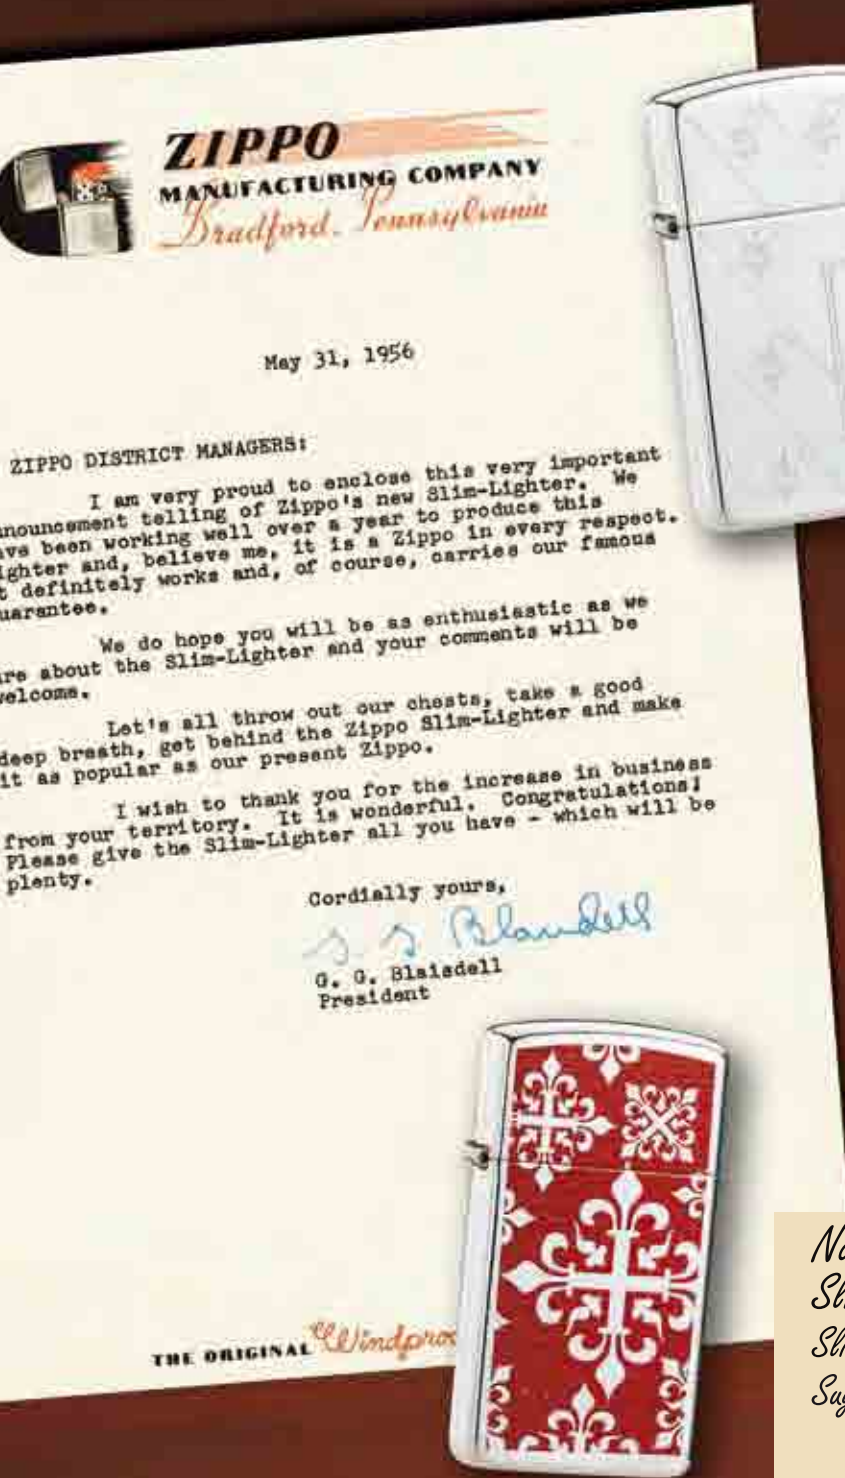 ZIPPO
MANUFACTURING COMPANY
Bradford, Pennsylvania
May 31, 1956
ZIPPO DISTRICT MANAGERS:
I am very proud to enclose this very important
nnouncement telling of Zippo's new Slim-Lighter. We
ave been working well over a year to produce this
ighter and, believe me, it is a Zippo in every respect.
t definitely works and, of course, carries our famous
uarantee.
We do hope you will be as enthusiastic as we
are about the Slim-Lighter and your comments will be
welcome.
Let's all throw out our chests, take a good
deep breath, get behind the Zippo Slim-Lighter and make
it as popular as our present Zippo.
I wish to thank you for the increase in business
from your territory. It is wonderful. Congratulations!
Please give the Slim-Lighter all you have - which will be
plenty.
Cordially yours,
G G Blaisdell
G. G. Blaisdell
President
THE ORIGINAL Windproo
Sli
Sli
Sug